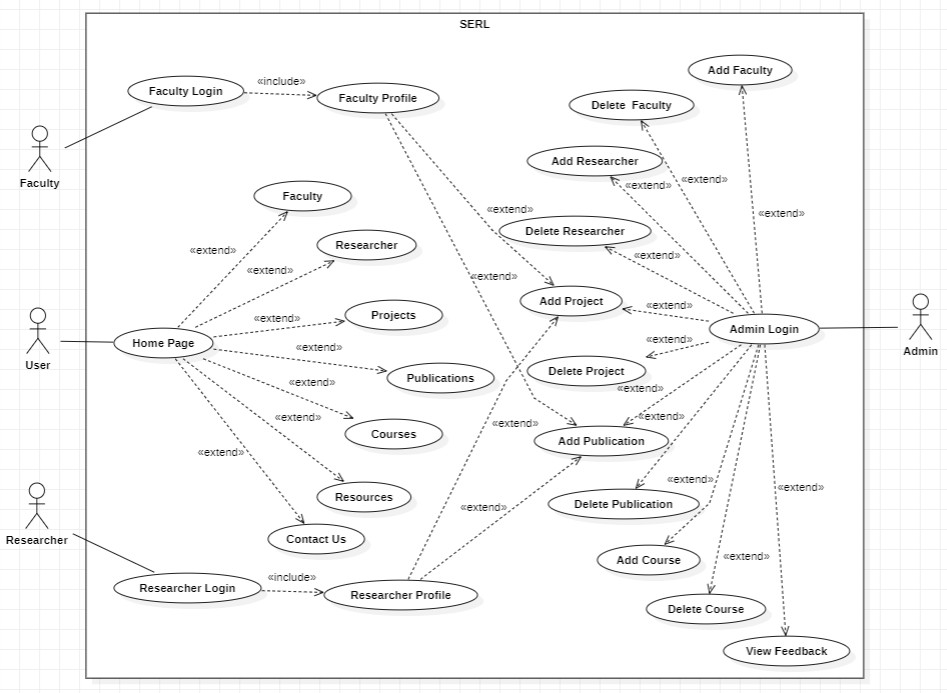 SERL
Add Faculty
«include»
Faculty Login
Faculty Profile
Delete  Faculty
Add Researcher
«extend»
«extend»
Faculty
Faculty
«extend»
«extend»
Delete Researcher
«extend»
Researcher
«extend»
«extend»
«extend»
Add Project
«extend»
Projects
«extend»
Admin Login
Home Page
«extend»
«extend»
Admin
User
Delete Project
Publications
«extend»
«extend»
«extend»
«extend»
«extend»
Courses
Add Publication
«extend»
«extend»
«extend»
Resources
Delete Publication
«extend»
Researcher
Contact Us
«extend»
Add Course
«include»
Researcher Login
Researcher Profile
Delete Course
View Feedback